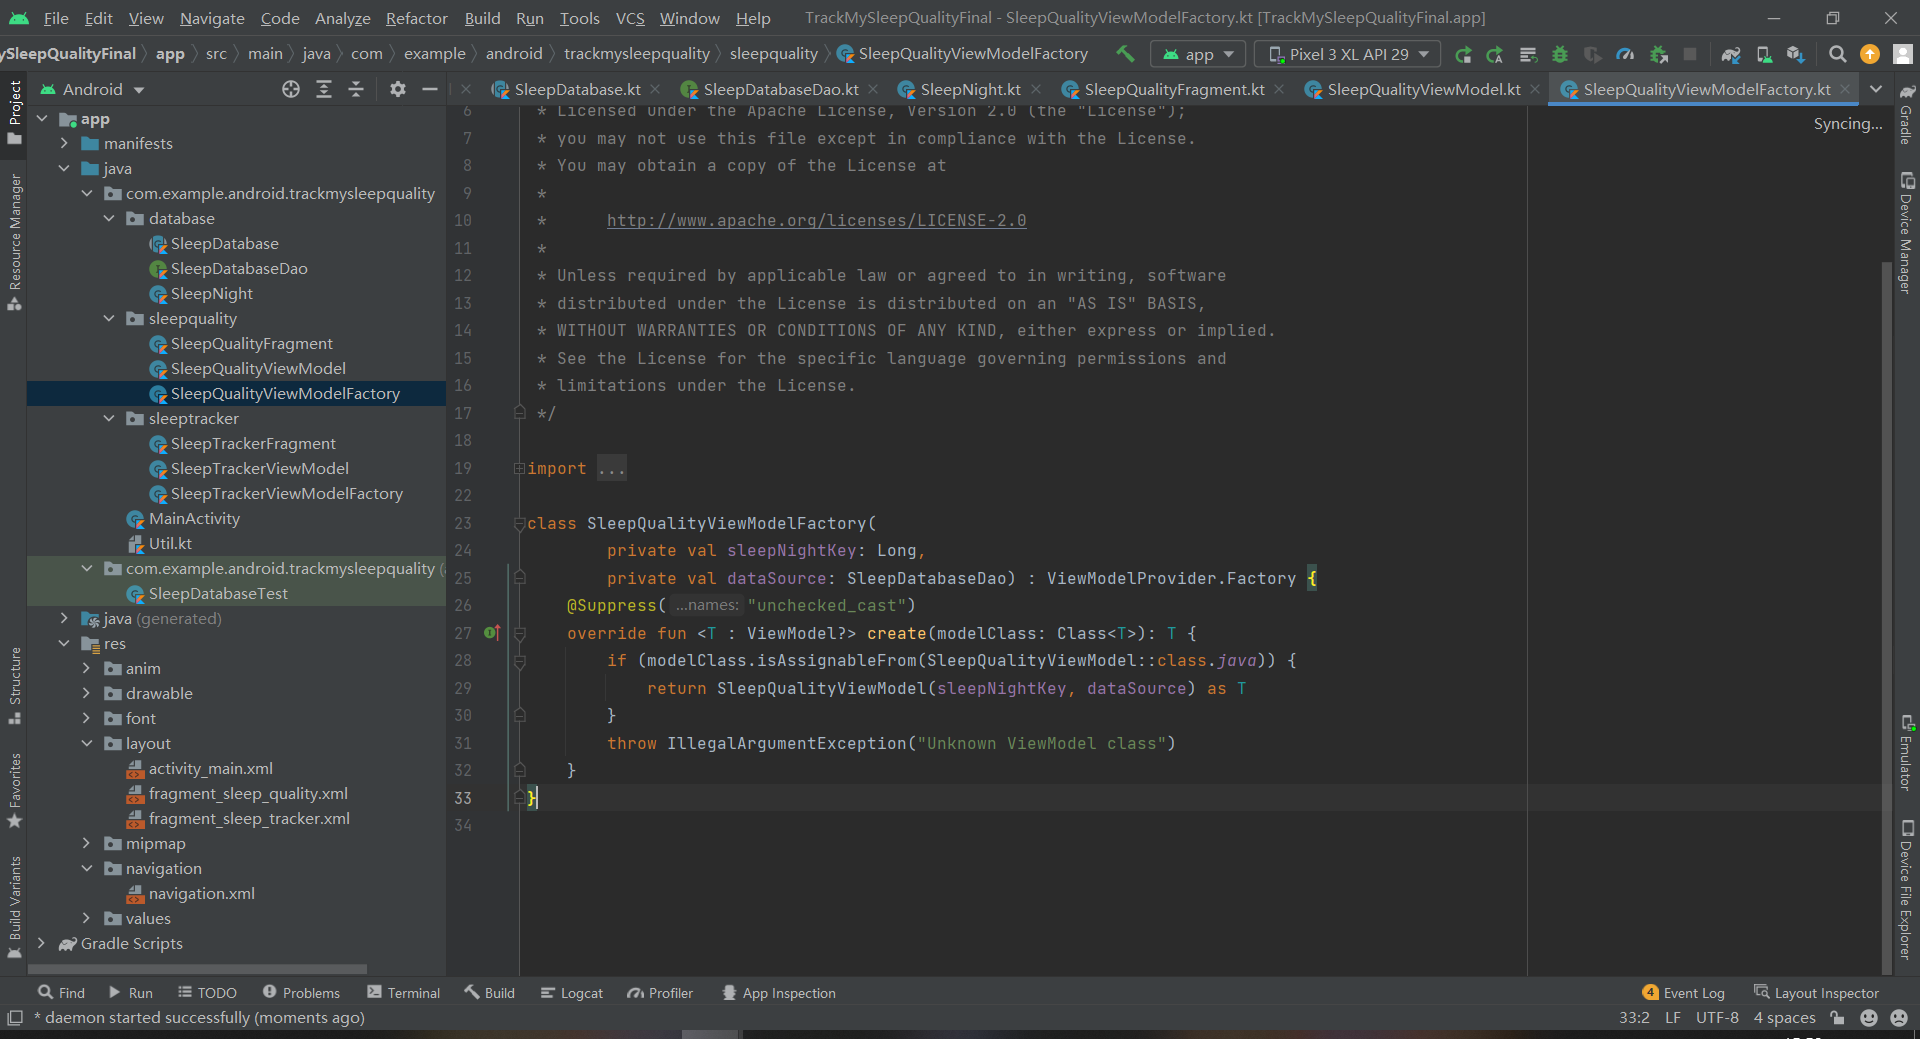 File Edit View Navigate Code Analyze Refactor Build Run Tools VCS Window Help TrackMySleepQualityFinal - SleepQualityViewModelFactory.kt [TrackMySleepQualityFinal.app]
ySleepQualityFinal app src main java com example android trackmysleepquality sleepquality SleepQualityViewModelFactory app Pixel 3 XL API 29
Android SleepDatabase.kt SleepDatabaseDao.kt SleepNight.kt SleepQualityFragment.kt SleepQualityViewModel.kt SleepQualityViewModelFactory.kt
Project
Resource Manager
Structure
Favorites
Build Variants
app
manifests
java
com.example.android.trackmysleepquality
database
SleepDatabase
SleepDatabaseDao
SleepNight
sleepquality
SleepQualityFragment
SleepQualityViewModel
SleepQualityViewModelFactory
sleeptracker
SleepTrackerFragment
SleepTrackerViewModel
SleepTrackerViewModelFactory
MainActivity
Util.kt
com.example.android.trackmysleepquality (
SleepDatabaseTest
java (generated)
res
anim
drawable
font
layout
activity_main.xml
fragment_sleep_quality.xml
fragment_sleep_tracker.xml
mipmap
navigation
navigation.xml
values
Gradle Scripts
6 * Licensed under the Apache License, Version 2.0 (the "License");
7 * you may not use this file except in compliance with the License.
8 * You may obtain a copy of the License at
9 *
10 * http://www.apache.org/licenses/LICENSE-2.0
11 *
12 * Unless required by applicable law or agreed to in writing, software
13 * distributed under the License is distributed on an "AS IS" BASIS,
14 * WITHOUT WARRANTIES OR CONDITIONS OF ANY KIND, either express or implied.
15 * See the License for the specific language governing permissions and
16 * limitations under the License.
17 */
18
19 import ...
22
23 class SleepQualityViewModelFactory(
24 private val sleepNightKey: Long,
25 private val dataSource: SleepDatabaseDao) : ViewModelProvider.Factory {
26 @Suppress( ...names: "unchecked_cast")
27 override fun <T : ViewModel?> create(modelClass: Class<T>): T {
28 if (modelClass.isAssignableFrom(SleepQualityViewModel::class.java)) {
29 return SleepQualityViewModel(sleepNightKey, dataSource) as T
30 }
31 throw IllegalArgumentException("Unknown ViewModel class")
32 }
33 }
34
Syncing...
Gradle
Device Manager
Emulator
Device File Explorer
Find Run TODO Problems Terminal Build Logcat Profiler App Inspection 4 Event Log Layout Inspector
* daemon started successfully (moments ago) 33:2 LF UTF-8 4 spaces